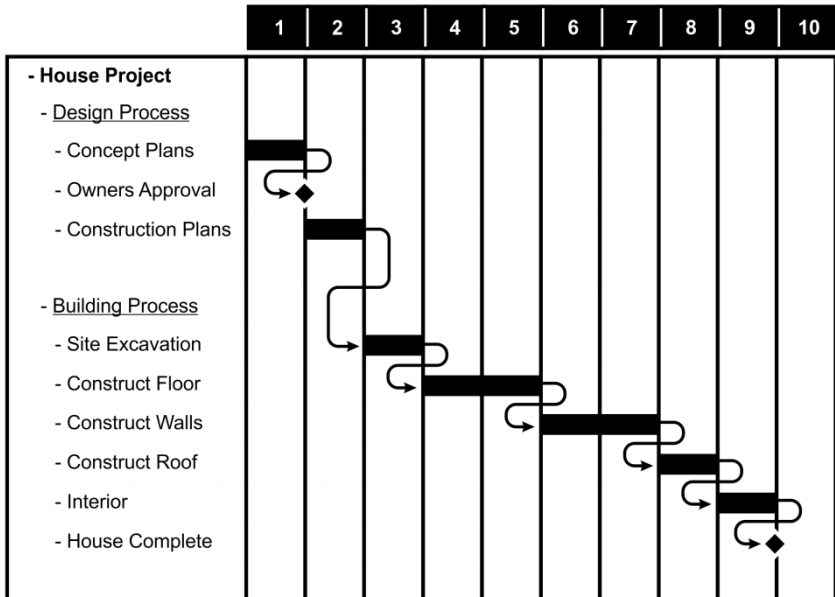 1 2 3 4 5 6 7 8 9 10
- House Project
- Design Process
- Concept Plans
- Owners Approval
- Construction Plans
- Building Process
- Site Excavation
- Construct Floor
- Construct Walls
- Construct Roof
- Interior
- House Complete